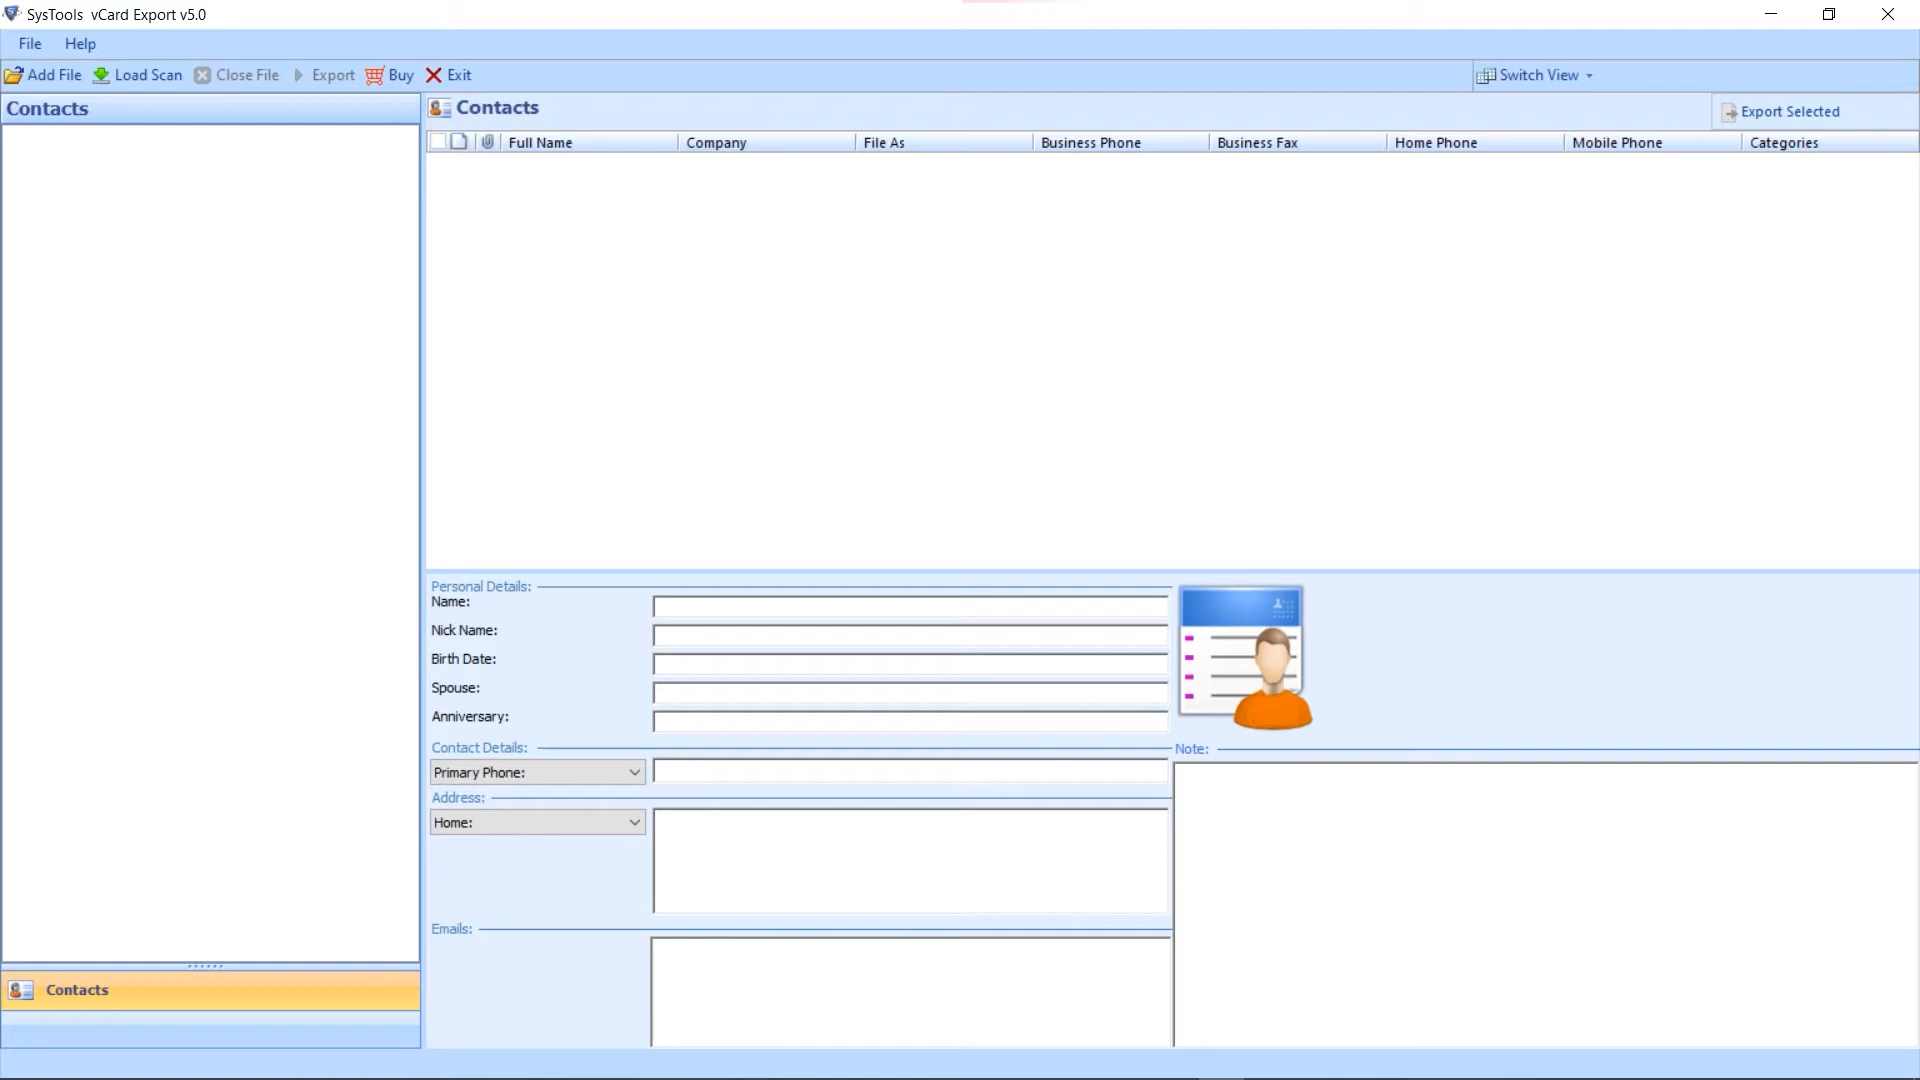 SysTools  vCard Export v5.0
File Help
Add File Load Scan Close File Export Buy Exit Switch View
Contacts
Contacts
Export Selected
Full Name Company File As Business Phone Business Fax Home Phone Mobile Phone Categories
Personal Details:
Name:
Nick Name:
Birth Date:
Spouse:
Anniversary:
Contact Details:
Note:
Primary Phone:
Address:
Home:
Emails:
Contacts